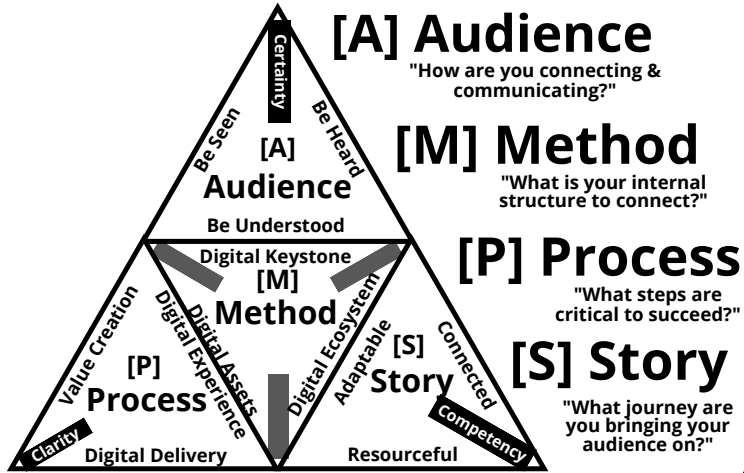 [A] Audience
"How are you connecting &
communicating?"
[M] Method
"What is your internal
structure to connect?"
[P] Process
"What steps are
critical to succeed?"
[S] Story
"What journey are
you bringing your
audience on?"
Certainty
Be Seen
Be Heard
[A]
Audience
Be Understood
Digital Keystone
[M]
Method
Digital Assets
Digital Ecosystem
Value Creation
Digital Experience
[P]
Process
Clarity
Digital Delivery
Adaptable
Connected
[S]
Story
Competency
Resourceful